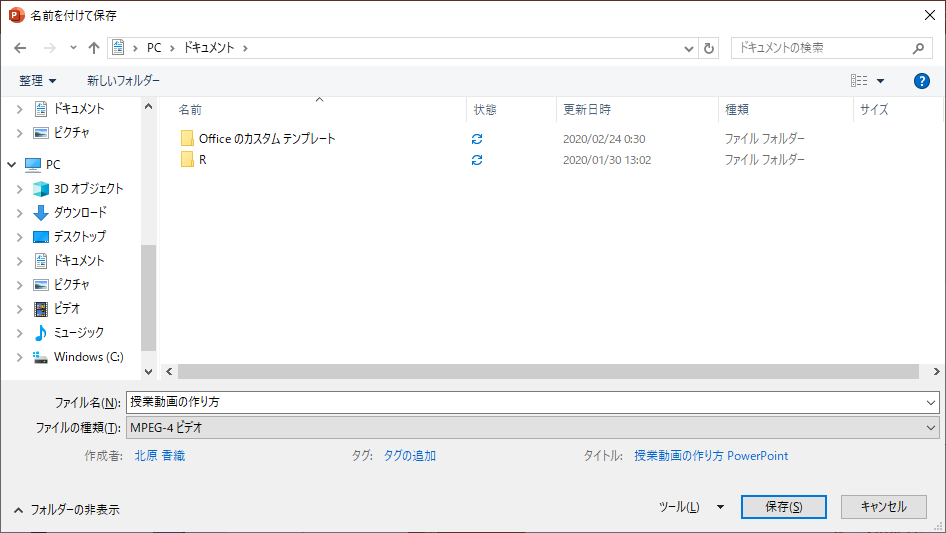 名前を付けて保存
PC ドキュメント
ドキュメントの検索
整理 新しいフォルダー
名前 状態 更新日時 種類 サイズ
ドキュメント
ピクチャ
PC
3D オブジェクト
ダウンロード
デスクトップ
ドキュメント
ピクチャ
ビデオ
ミュージック
Windows (C:)
Office のカスタム テンプレート 2020/02/24 0:30 ファイル フォルダー
R 2020/01/30 13:02 ファイル フォルダー
ファイル名(N): 授業動画の作り方
ファイルの種類(T): MPEG-4 ビデオ
作成者: 北原 香織 タグ: タグの追加 タイトル: 授業動画の作り方 PowerPoint
フォルダーの非表示 ツール(L) 保存(S) キャンセル